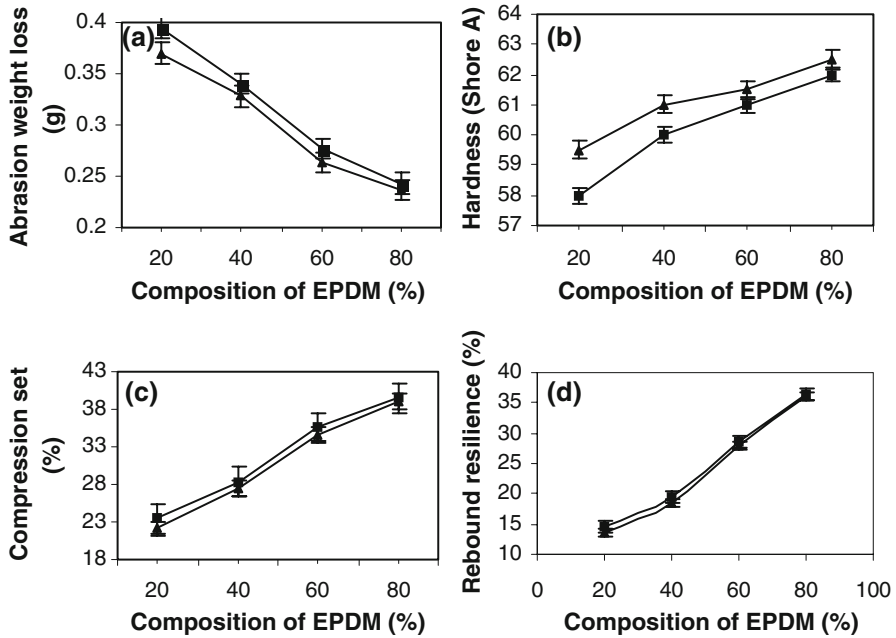 (a)
Abrasion weight loss
(g)
0.4
0.35
0.3
0.25
0.2
20 40 60 80
Composition of EPDM (%)
(b)
Hardness (Shore A)
64
63
62
61
60
59
58
57
20 40 60 80
Composition of EPDM (%)
(c)
Compression set
(%)
43
38
33
28
23
18
20 40 60 80
Composition of EPDM (%)
(d)
Rebound resilience (%)
40
35
30
25
20
15
10
0 20 40 60 80 100
Composition of EPDM (%)